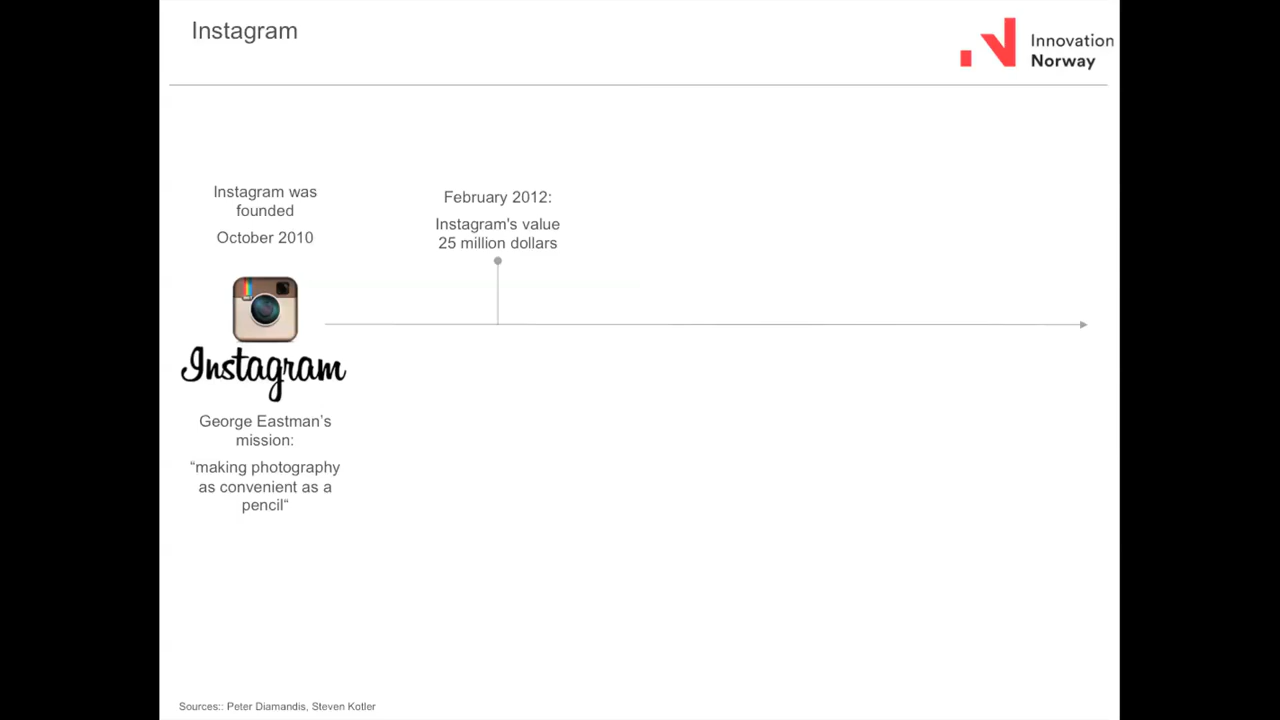 Instagram
Innovation
Norway
Instagram was
founded
October 2010
February 2012:
Instagram's value
25 million dollars
Instagram
George Eastman’s
mission:
“making photography
as convenient as a
pencil“
Sources:: Peter Diamandis, Steven Kotler